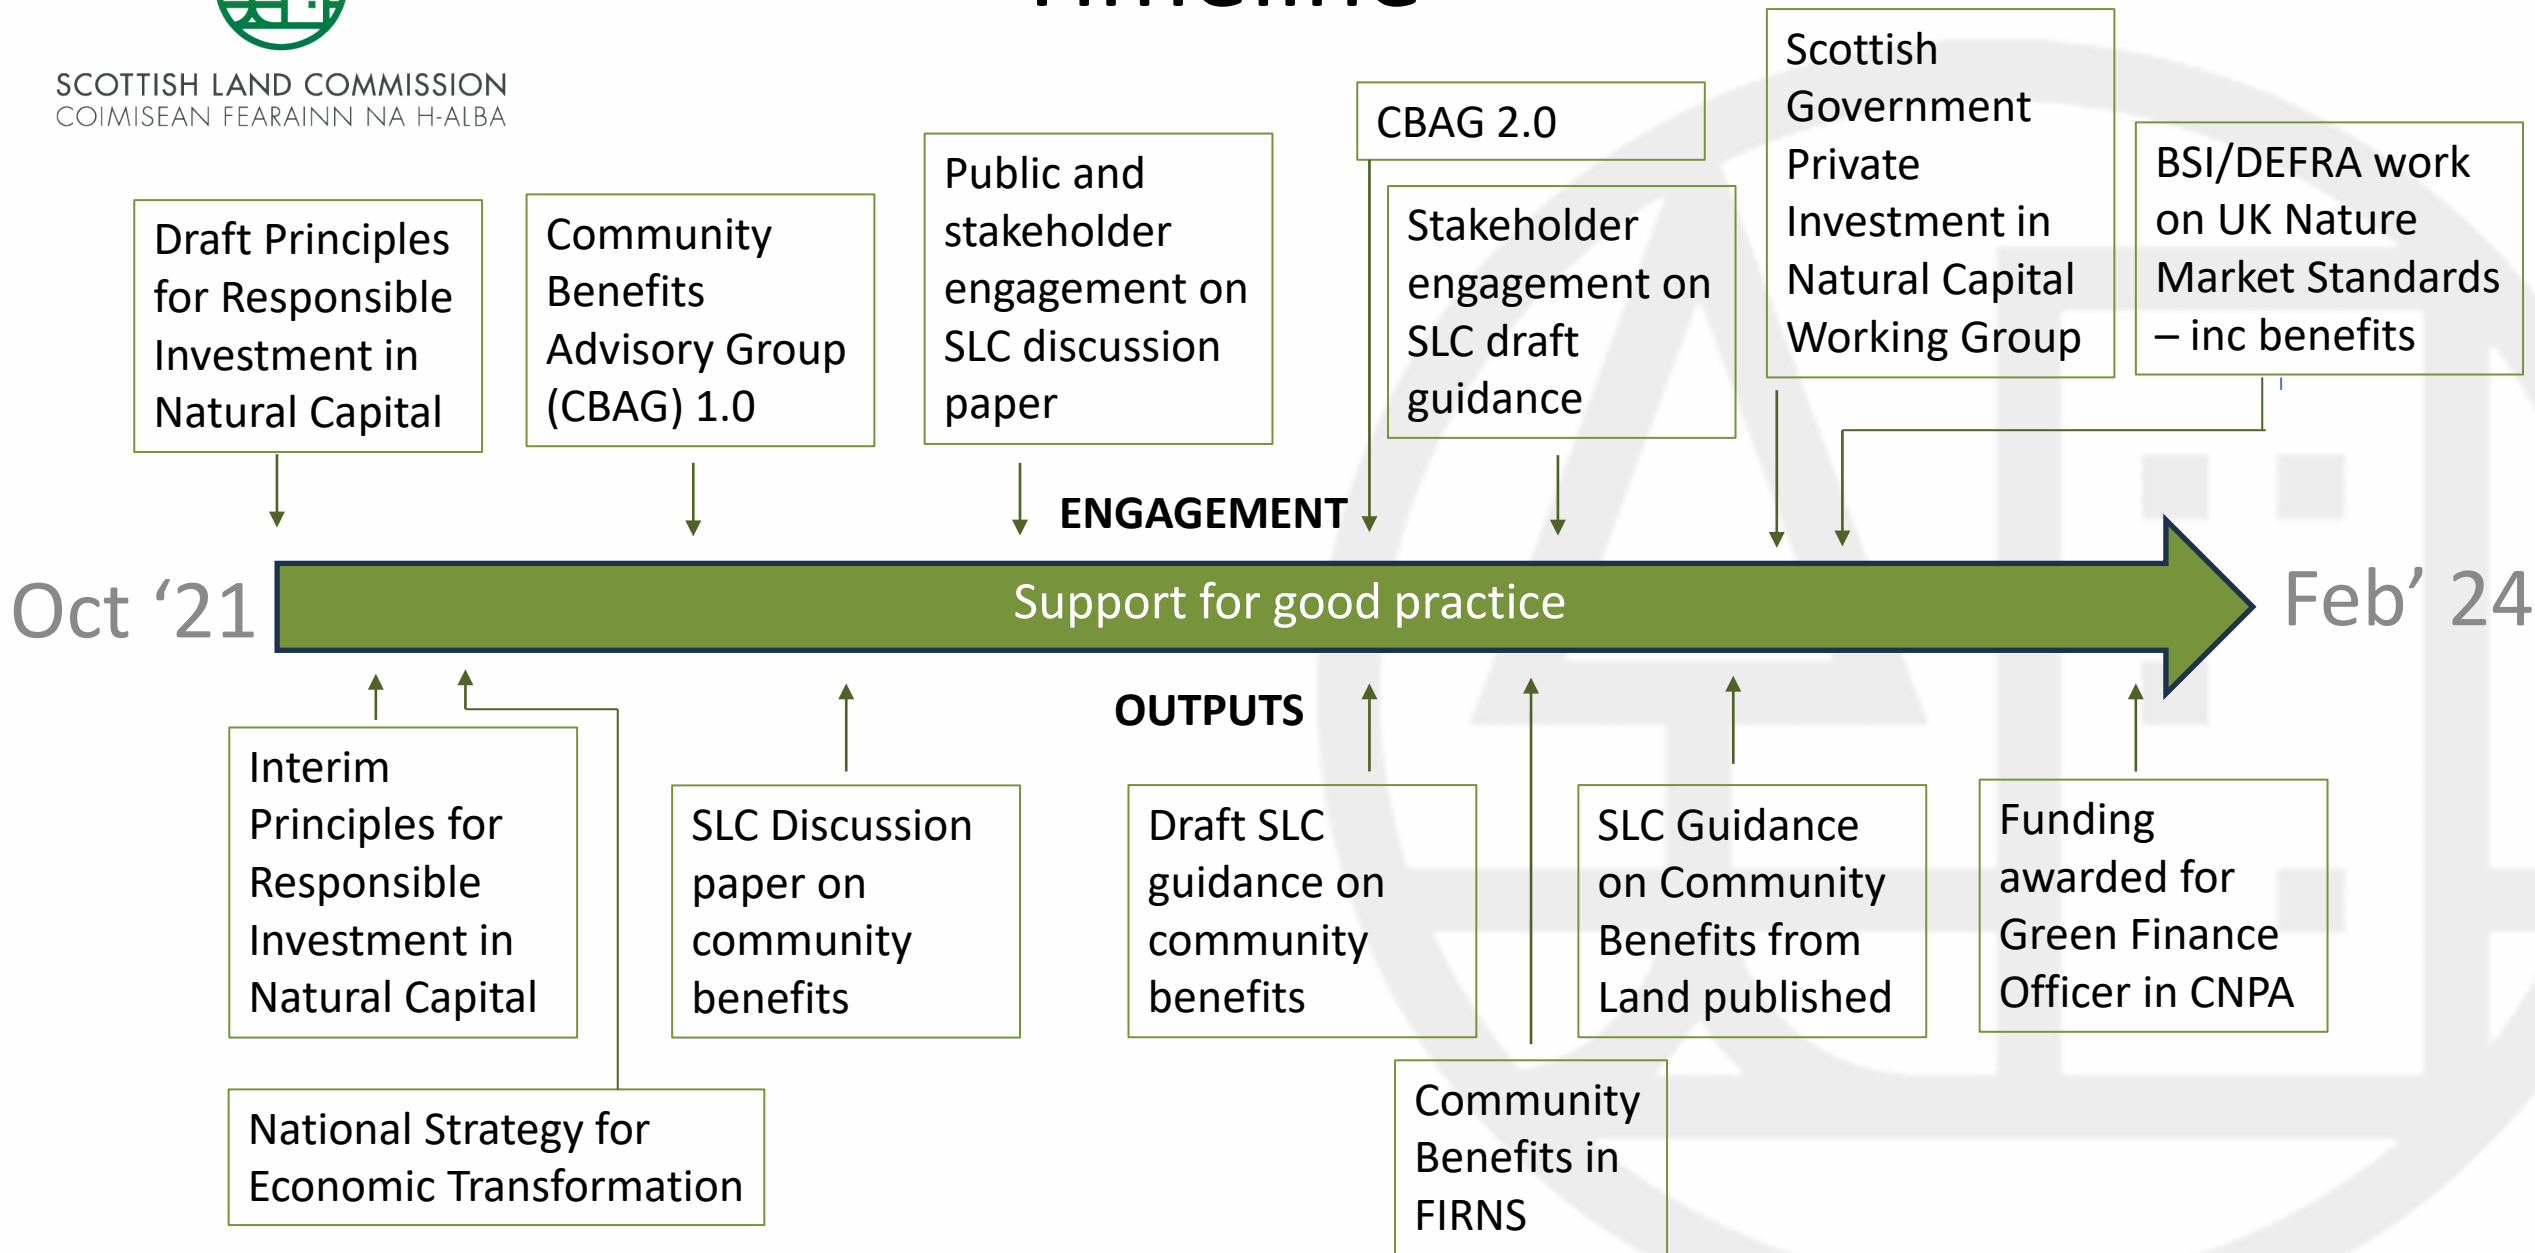 Timeline
SCOTTISH LAND COMMISSION
COIMISEAN FEARAINN NA H-ALBA
Draft Principles
for Responsible
Investment in
Natural Capital
Community
Benefits
Advisory Group
(CBAG) 1.0
Public and
stakeholder
engagement on
SLC discussion
paper
CBAG 2.0
Stakeholder
engagement on
SLC draft
guidance
Scottish
Government
Private
Investment in
Natural Capital
Working Group
BSI/DEFRA work
on UK Nature
Market Standards
– inc benefits
ENGAGEMENT
Oct ‘21
Support for good practice
Feb’ 24
OUTPUTS
Interim
Principles for
Responsible
Investment in
Natural Capital
National Strategy for
Economic Transformation
SLC Discussion
paper on
community
benefits
Draft SLC
guidance on
community
benefits
Community
Benefits in
FIRNS
SLC Guidance
on Community
Benefits from
Land published
Funding
awarded for
Green Finance
Officer in CNPA